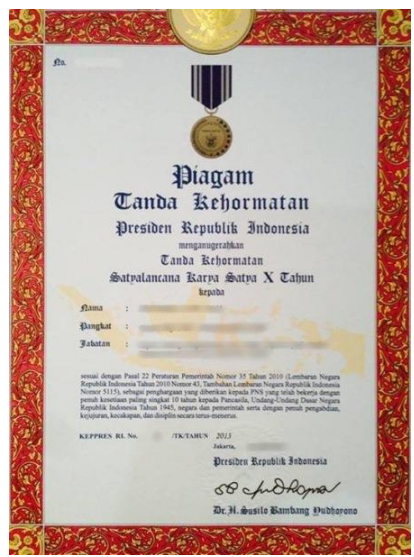 No.
Piagam
Tanda Kehormatan
Presiden Republik Indonesia
menganugerahkan
Tanda Kehormatan
Satyalancana Karya Satya X Tahun
kepada
Nama :
Pangkat :
Jabatan :
sesuai dengan Pasal 22 Peraturan Pemerintah Nomor 35 Tahun 2010 (Lembaran Negara
Republik Indonesia Tahun 2010 Nomor 43, Tambahan Lembaran Negara Republik Indonesia
Nomor 5115), sebagai penghargaan yang diberikan kepada PNS yang telah bekerja dengan
penuh kesetiaan paling singkat 10 tahun kepada Pancasila, Undang-Undang Dasar Negara
Republik Indonesia Tahun 1945, negara dan pemerintah serta dengan penuh pengabdian,
kejujuran, kecakapan, dan disiplin secara terus-menerus.
KEPPRES RI. No. /TK/TAHUN 2013
Jakarta,
Presiden Republik Indonesia
Dr. H. Susilo Bambang Yudhoyono